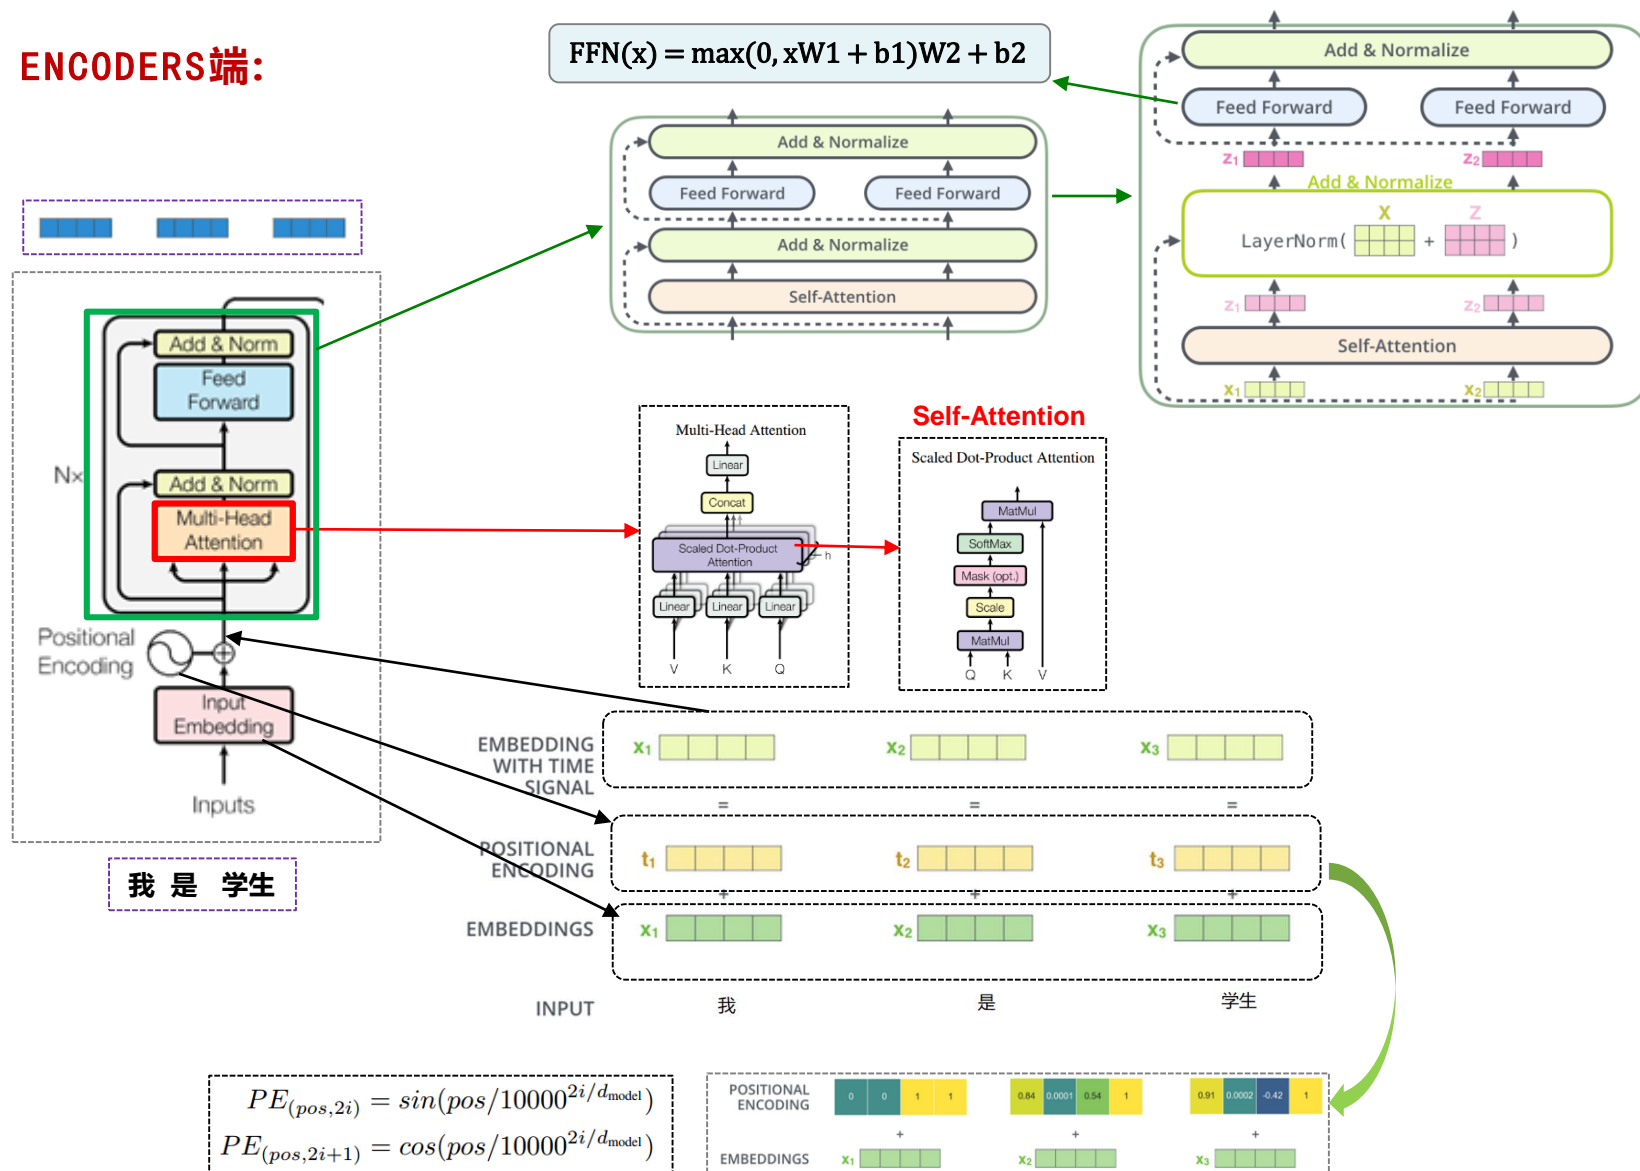 ENCODERS端:
FFN(x) = max(0, xW1 + b1)W2 + b2
Add & Normalize
Feed Forward
Feed Forward
z1
z2
Add & Normalize
X
Z
LayerNorm(
+
)
z1
z2
Self-Attention
x1
x2
Add & Normalize
Feed Forward
Feed Forward
Add & Normalize
Self-Attention
Add & Norm
Feed
Forward
N×
Add & Norm
Multi-Head
Attention
Positional
Encoding
Input
Embedding
Inputs
我 是 学生
Multi-Head Attention
Linear
Concat
Scaled Dot-Product
Attention
h
Linear
Linear
Linear
V
K
Q
Self-Attention
Scaled Dot-Product Attention
MatMul
SoftMax
Mask (opt.)
Scale
MatMul
Q
K
V
EMBEDDING
WITH TIME
SIGNAL
x1
x2
x3
=
=
=
POSITIONAL
ENCODING
t1
t2
t3
+
+
+
EMBEDDINGS
x1
x2
x3
INPUT
我
是
学生
PE(pos,2i) = sin(pos/10000^2i/dmodel)
PE(pos,2i+1) = cos(pos/10000^2i/dmodel)
POSITIONAL
ENCODING
0 0 1 1
0.84 0.0001 0.54 1
0.91 0.0002 -0.42 1
+
+
+
EMBEDDINGS
x1
x2
x3